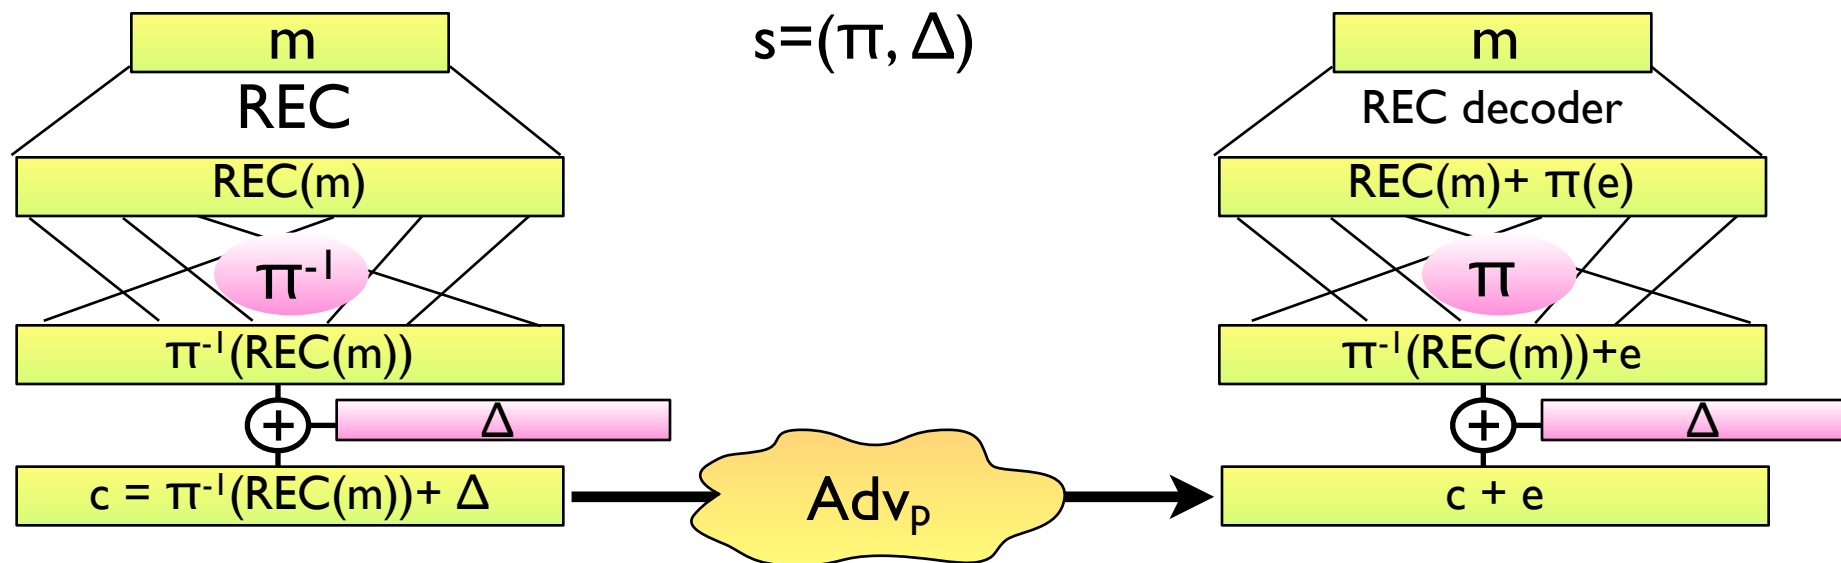 m
REC
REC(m)
π⁻¹
π⁻¹(REC(m))
+
Δ
c = π⁻¹(REC(m))+ Δ
s=(π, Δ)
Advₚ
m
REC decoder
REC(m)+ π(e)
π
π⁻¹(REC(m))+e
+
Δ
c + e